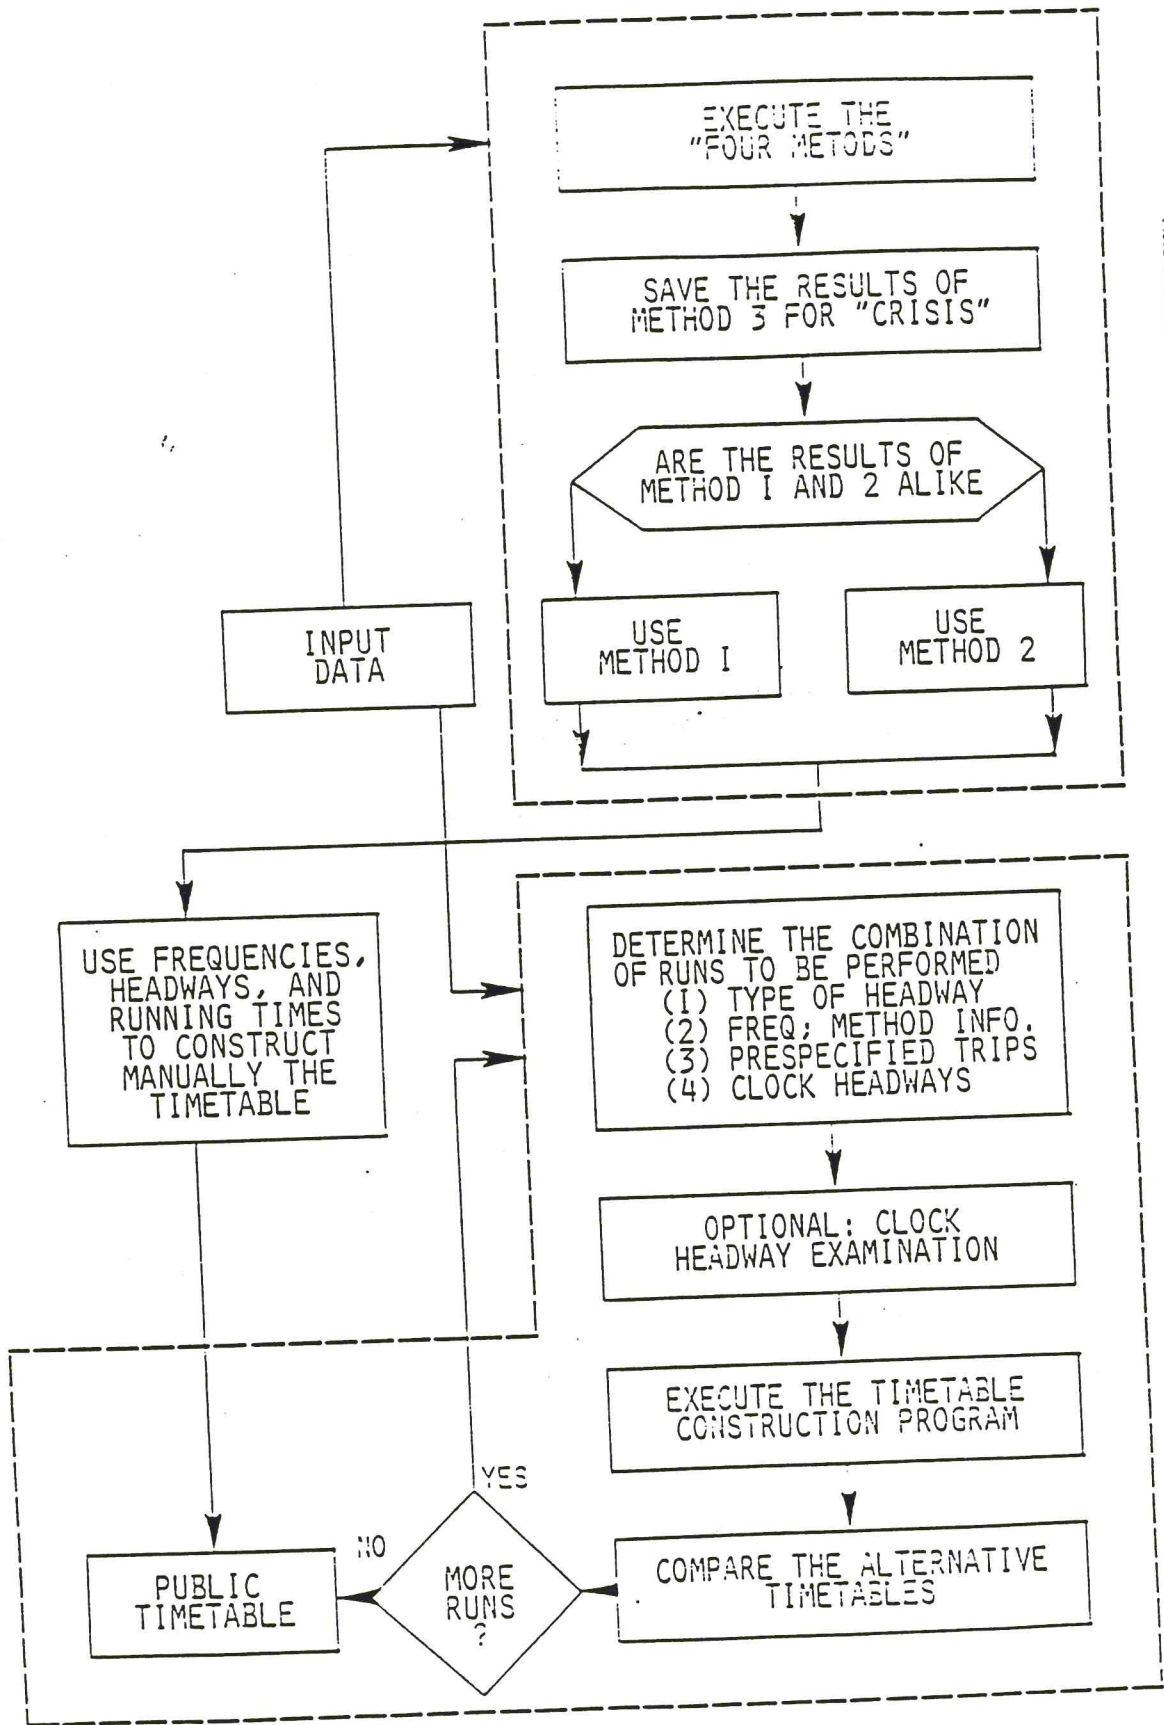 EXECUTE THE
"FOUR METODS"
SAVE THE RESULTS OF
METHOD 3 FOR "CRISIS"
ARE THE RESULTS OF
METHOD I AND 2 ALIKE
INPUT
DATA
USE
METHOD I
USE
METHOD 2
USE FREQUENCIES,
HEADWAYS, AND
RUNNING TIMES
TO CONSTRUCT
MANUALLY THE
TIMETABLE
DETERMINE THE COMBINATION
OF RUNS TO BE PERFORMED
(I) TYPE OF HEADWAY
(2) FREQ; METHOD INFO.
(3) PRESPECIFIED TRIPS
(4) CLOCK HEADWAYS
OPTIONAL: CLOCK
HEADWAY EXAMINATION
EXECUTE THE TIMETABLE
CONSTRUCTION PROGRAM
YES
NO
PUBLIC
TIMETABLE
MORE
RUNS
?
COMPARE THE ALTERNATIVE
TIMETABLES